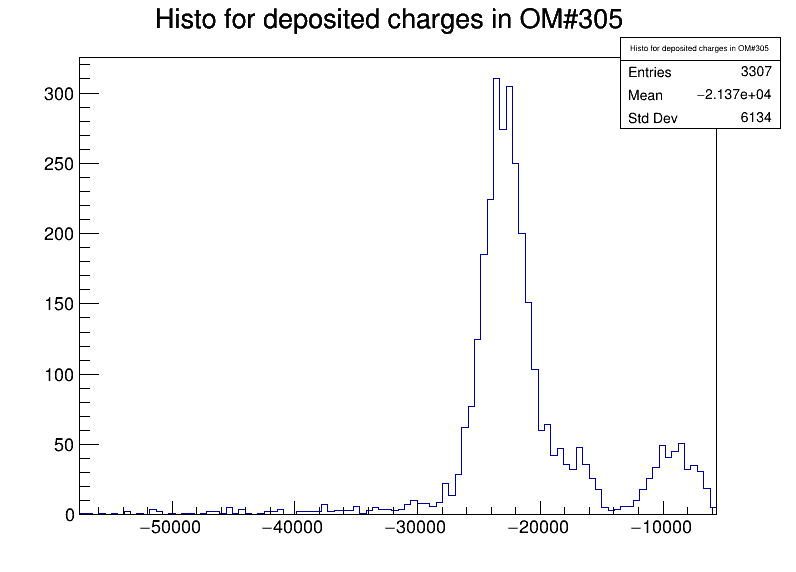 Histo for deposited charges in OM#305
Histo for deposited charges in OM#305
Entries 3307
Mean −2.137e+04
Std Dev 6134
300
250
200
150
100
50
0
−50000 −40000 −30000 −20000 −10000